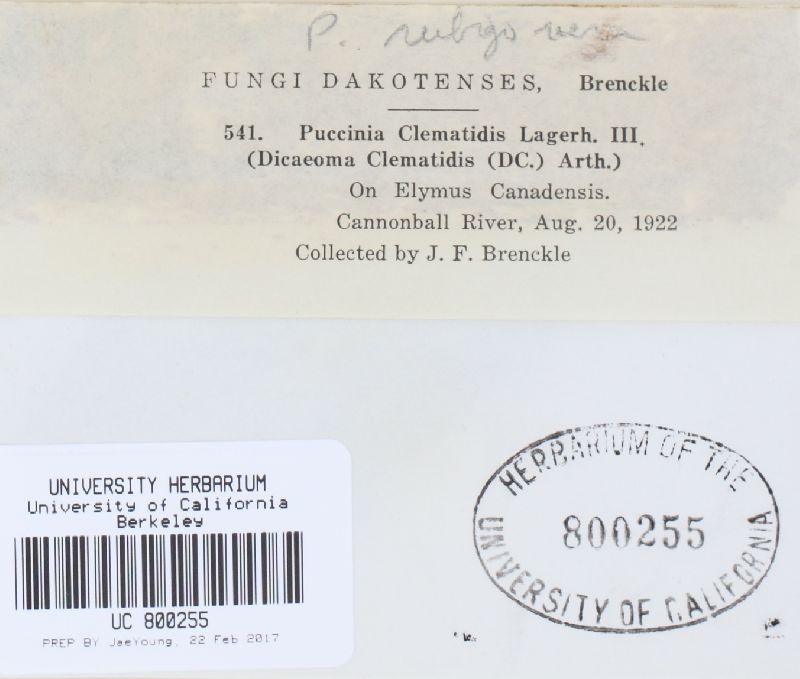 P. rubigo vera
FUNGI DAKOTENSES, Brenckle
541. Puccinia Clematidis Lagerh. III.
(Dicaeoma Clematidis (DC.) Arth.)
On Elymus Canadensis.
Cannonball River, Aug. 20, 1922
Collected by J. F. Brenckle
UNIVERSITY HERBARIUM
University of California
Berkeley
UC 800255
PREP BY JaeYoung, 22 Feb 2017
HERBARIUM OF THE
800255
UNIVERSITY OF CALIFORNIA